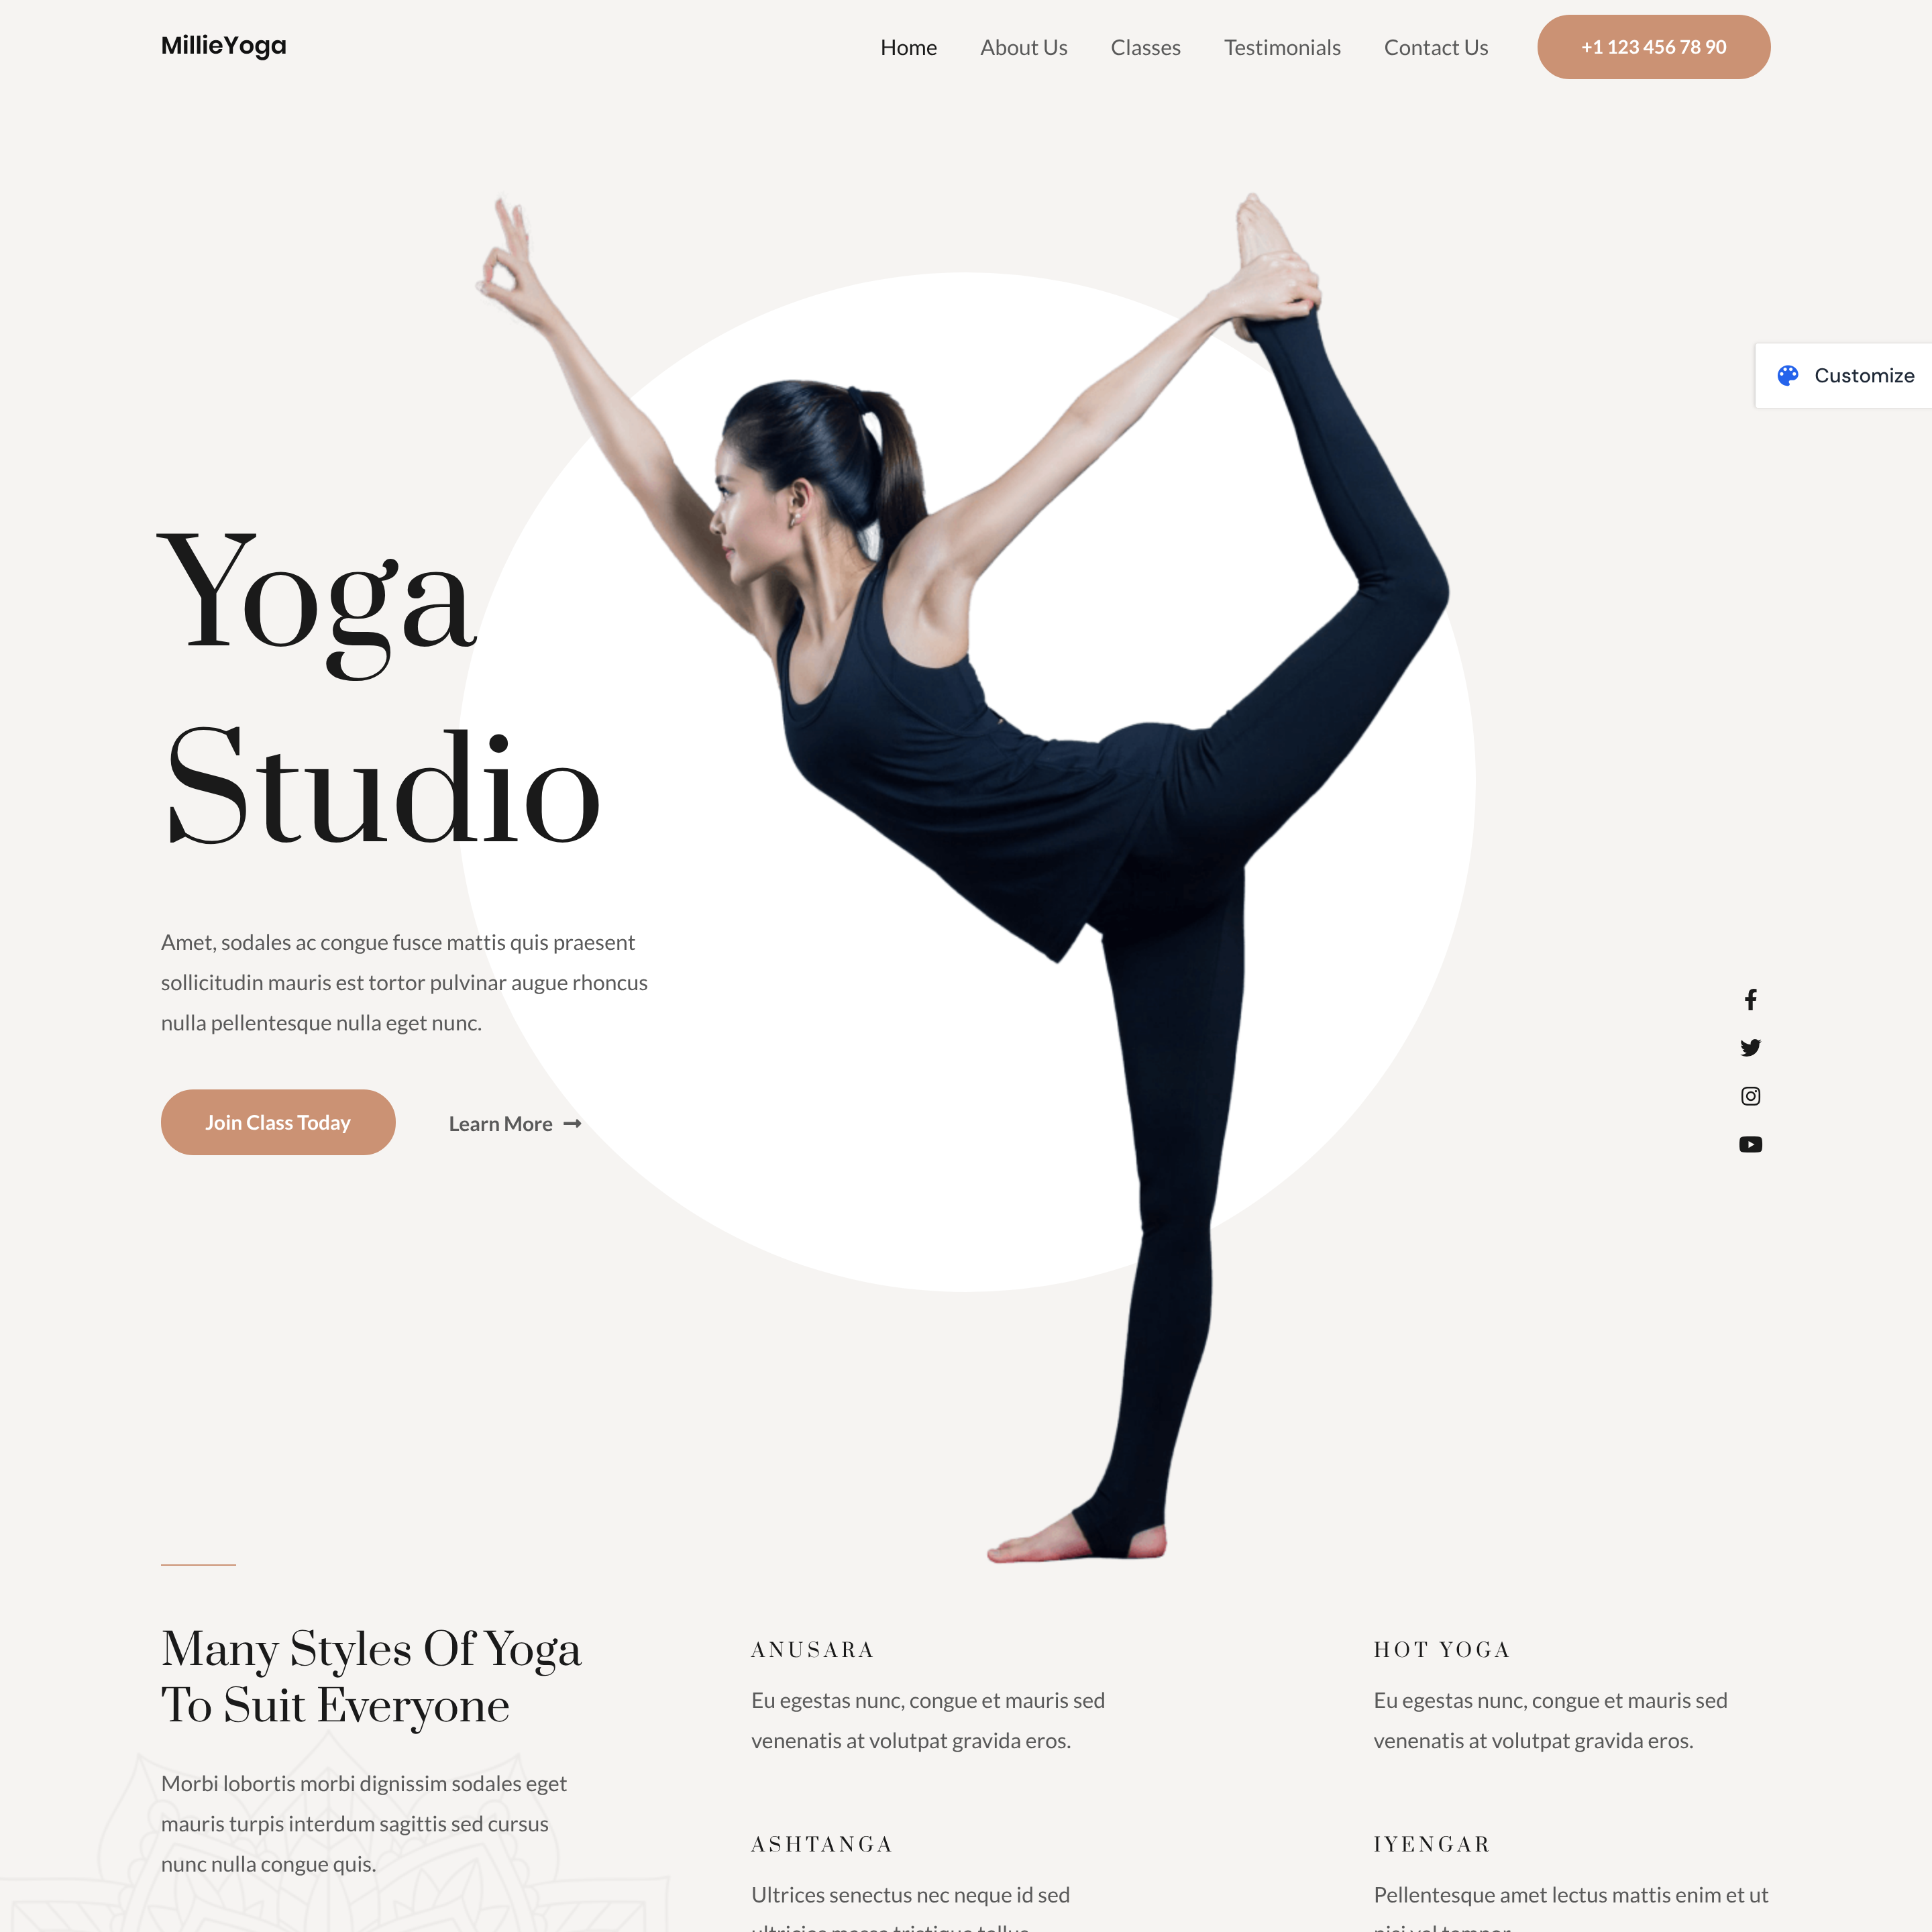 MillieYoga
Home
About Us
Classes
Testimonials
Contact Us
+1 123 456 78 90
Customize
Yoga
Studio
Amet, sodales ac congue fusce mattis quis praesent
sollicitudin mauris est tortor pulvinar augue rhoncus
nulla pellentesque nulla eget nunc.
Join Class Today
Learn More
Many Styles Of Yoga
To Suit Everyone
Morbi lobortis morbi dignissim sodales eget
mauris turpis interdum sagittis sed cursus
nunc nulla congue quis.
ANUSARA
Eu egestas nunc, congue et mauris sed
venenatis at volutpat gravida eros.
HOT YOGA
Eu egestas nunc, congue et mauris sed
venenatis at volutpat gravida eros.
ASHTANGA
Ultrices senectus nec neque id sed
IYENGAR
Pellentesque amet lectus mattis enim et ut